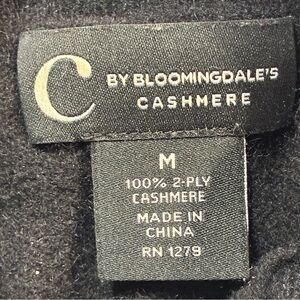 C BY BLOOMINGDALE'S
CASHMERE
M
100% 2-PLY
CASHMERE
MADE IN
CHINA
RN 1279